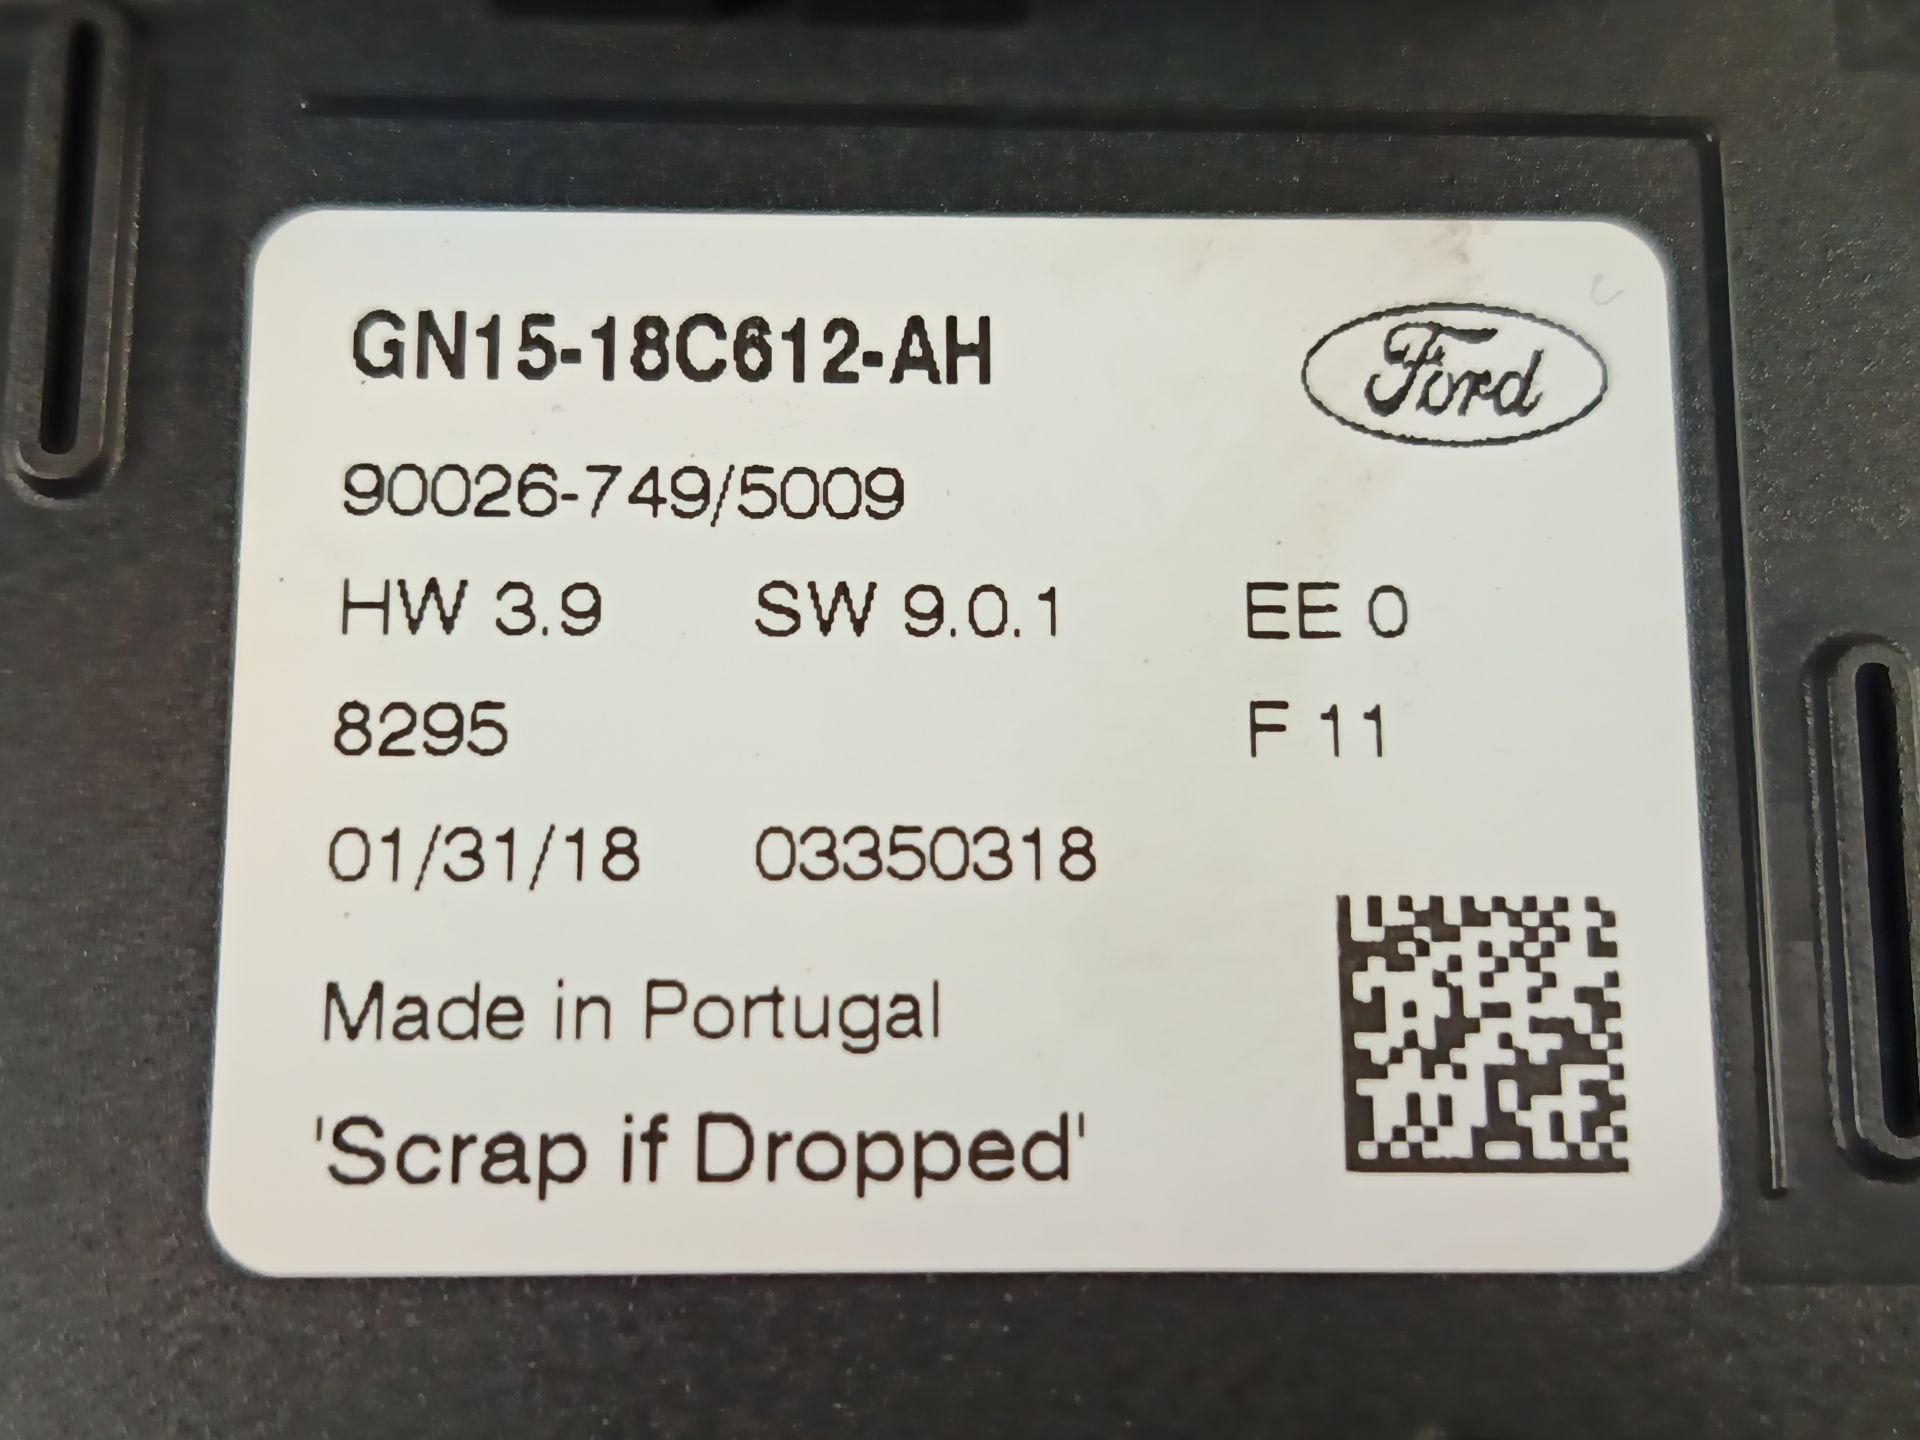 GN15-18C612-AH
Ford
90026-749/5009
HW 3.9 SW 9.0.1 EE 0
8295 F 11
01/31/18 03350318
Made in Portugal
'Scrap if Dropped'